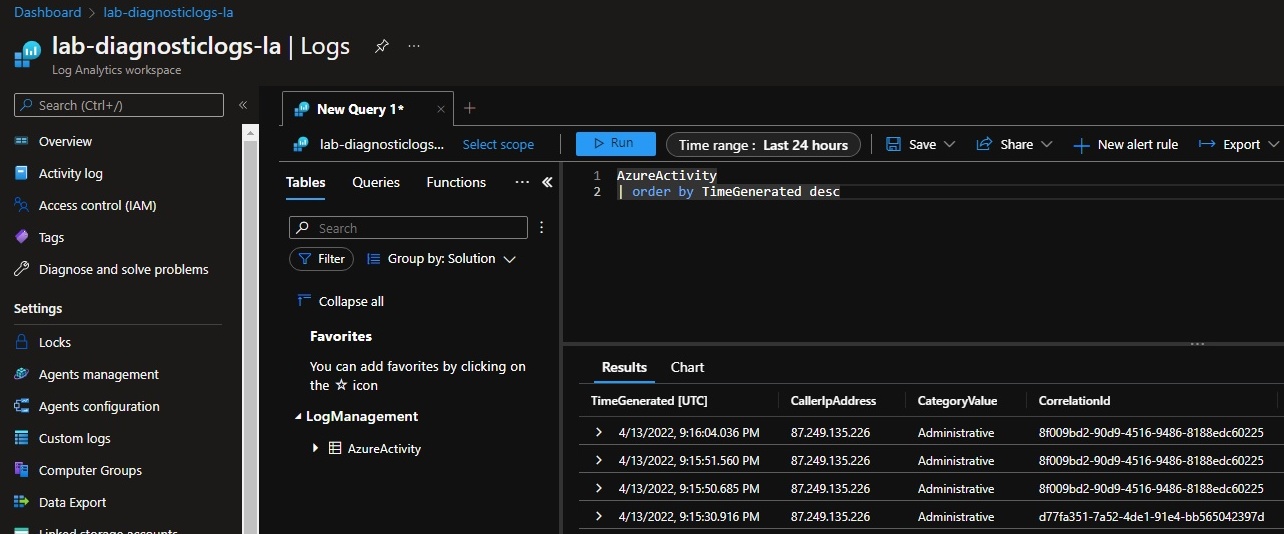 Dashboard > lab-diagnosticlogs-la
lab-diagnosticlogs-la | Logs
Log Analytics workspace
Search (Ctrl+/)
Overview
Activity log
Access control (IAM)
Tags
Diagnose and solve problems
Settings
Locks
Agents management
Agents configuration
Custom logs
Computer Groups
Data Export
Linked storage accounts
New Query 1*
lab-diagnosticlogs... Select scope
Run
Time range : Last 24 hours
Save
Share
New alert rule
Export
Tables Queries Functions ...
Search
Filter
Group by: Solution
Collapse all
Favorites
You can add favorites by clicking on
the ☆ icon
LogManagement
AzureActivity
1 AzureActivity
2 | order by TimeGenerated desc
Results Chart
TimeGenerated [UTC] CallerIpAddress CategoryValue CorrelationId
4/13/2022, 9:16:04.036 PM 87.249.135.226 Administrative 8f009bd2-90d9-4516-9486-8188edc60225
4/13/2022, 9:15:51.560 PM 87.249.135.226 Administrative 8f009bd2-90d9-4516-9486-8188edc60225
4/13/2022, 9:15:50.685 PM 87.249.135.226 Administrative 8f009bd2-90d9-4516-9486-8188edc60225
4/13/2022, 9:15:30.916 PM 87.249.135.226 Administrative d77fa351-7a52-4de1-91e4-bb565042397d